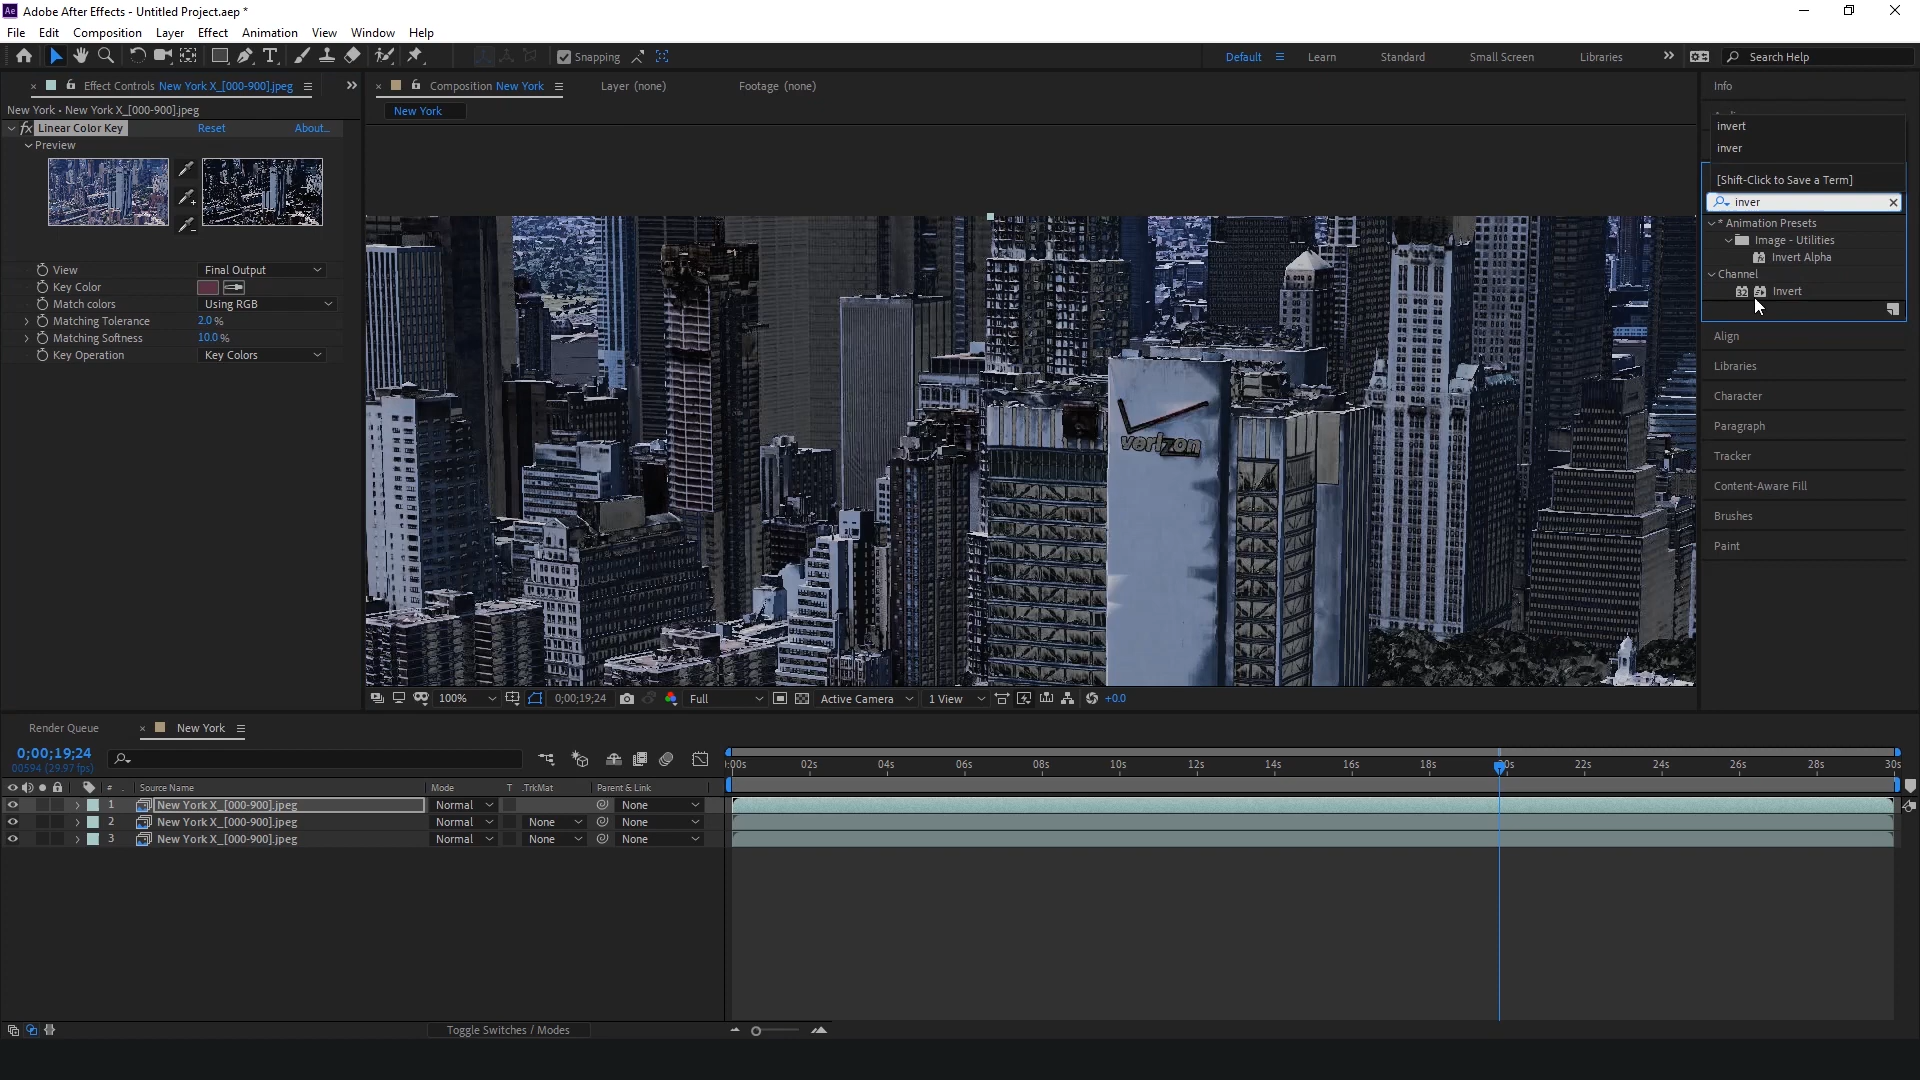 Ae Adobe After Effects - Untitled Project.aep *
File Edit Composition Layer Effect Animation View Window Help
Snapping
Default Learn Standard Small Screen Libraries Search Help
Effect Controls New York X_[000-900].jpeg
Composition New York Layer (none) Footage (none)
New York • New York X_[000-900].jpeg
New York
fx Linear Color Key Reset About...
Preview
View Final Output
Key Color
Match colors Using RGB
Matching Tolerance 2.0 %
Matching Softness 10.0 %
Key Operation Key Colors
verizon
100% 0;00;19;24 Full Active Camera 1 View +0.0
Info
invert
inver
[Shift-Click to Save a Term]
inver
* Animation Presets
Image - Utilities
Invert Alpha
Channel
32 Invert
Align
Libraries
Character
Paragraph
Tracker
Content-Aware Fill
Brushes
Paint
Render Queue New York
0;00;19;24
00594 (29.97 fps)
:00s 02s 04s 06s 08s 10s 12s 14s 16s 18s 20s 22s 24s 26s 28s 30s
# Source Name Mode T .TrkMat Parent & Link
1 New York X_[000-900].jpeg Normal None
2 New York X_[000-900].jpeg Normal None None
3 New York X_[000-900].jpeg Normal None None
Toggle Switches / Modes